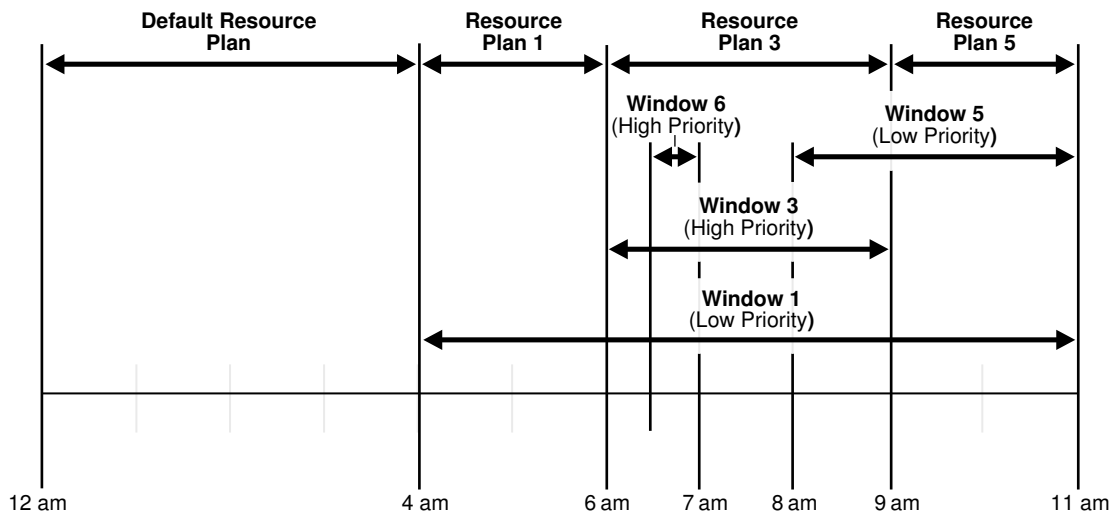 Default Resource
Plan
Resource
Plan 1
Resource
Plan 3
Resource
Plan 5
Window 6
(High Priority)
Window 5
(Low Priority)
Window 3
(High Priority)
Window 1
(Low Priority)
12 am
4 am
6 am
7 am
8 am
9 am
11 am